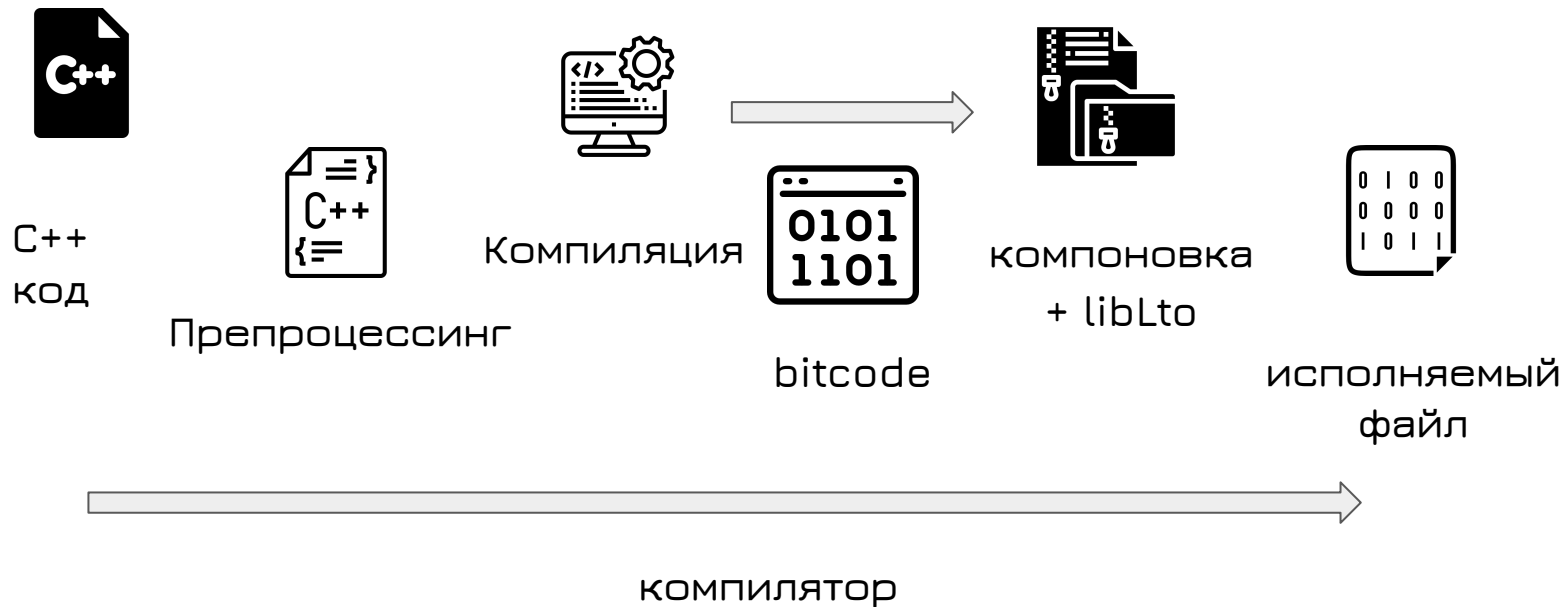 C++
C++
код
C++
Препроцессинг
</>
Компиляция
0101
1101
bitcode
компоновка
+ libLto
0 1 0 0
0 0 0 0
1 0 1 1
исполняемый
файл
компилятор